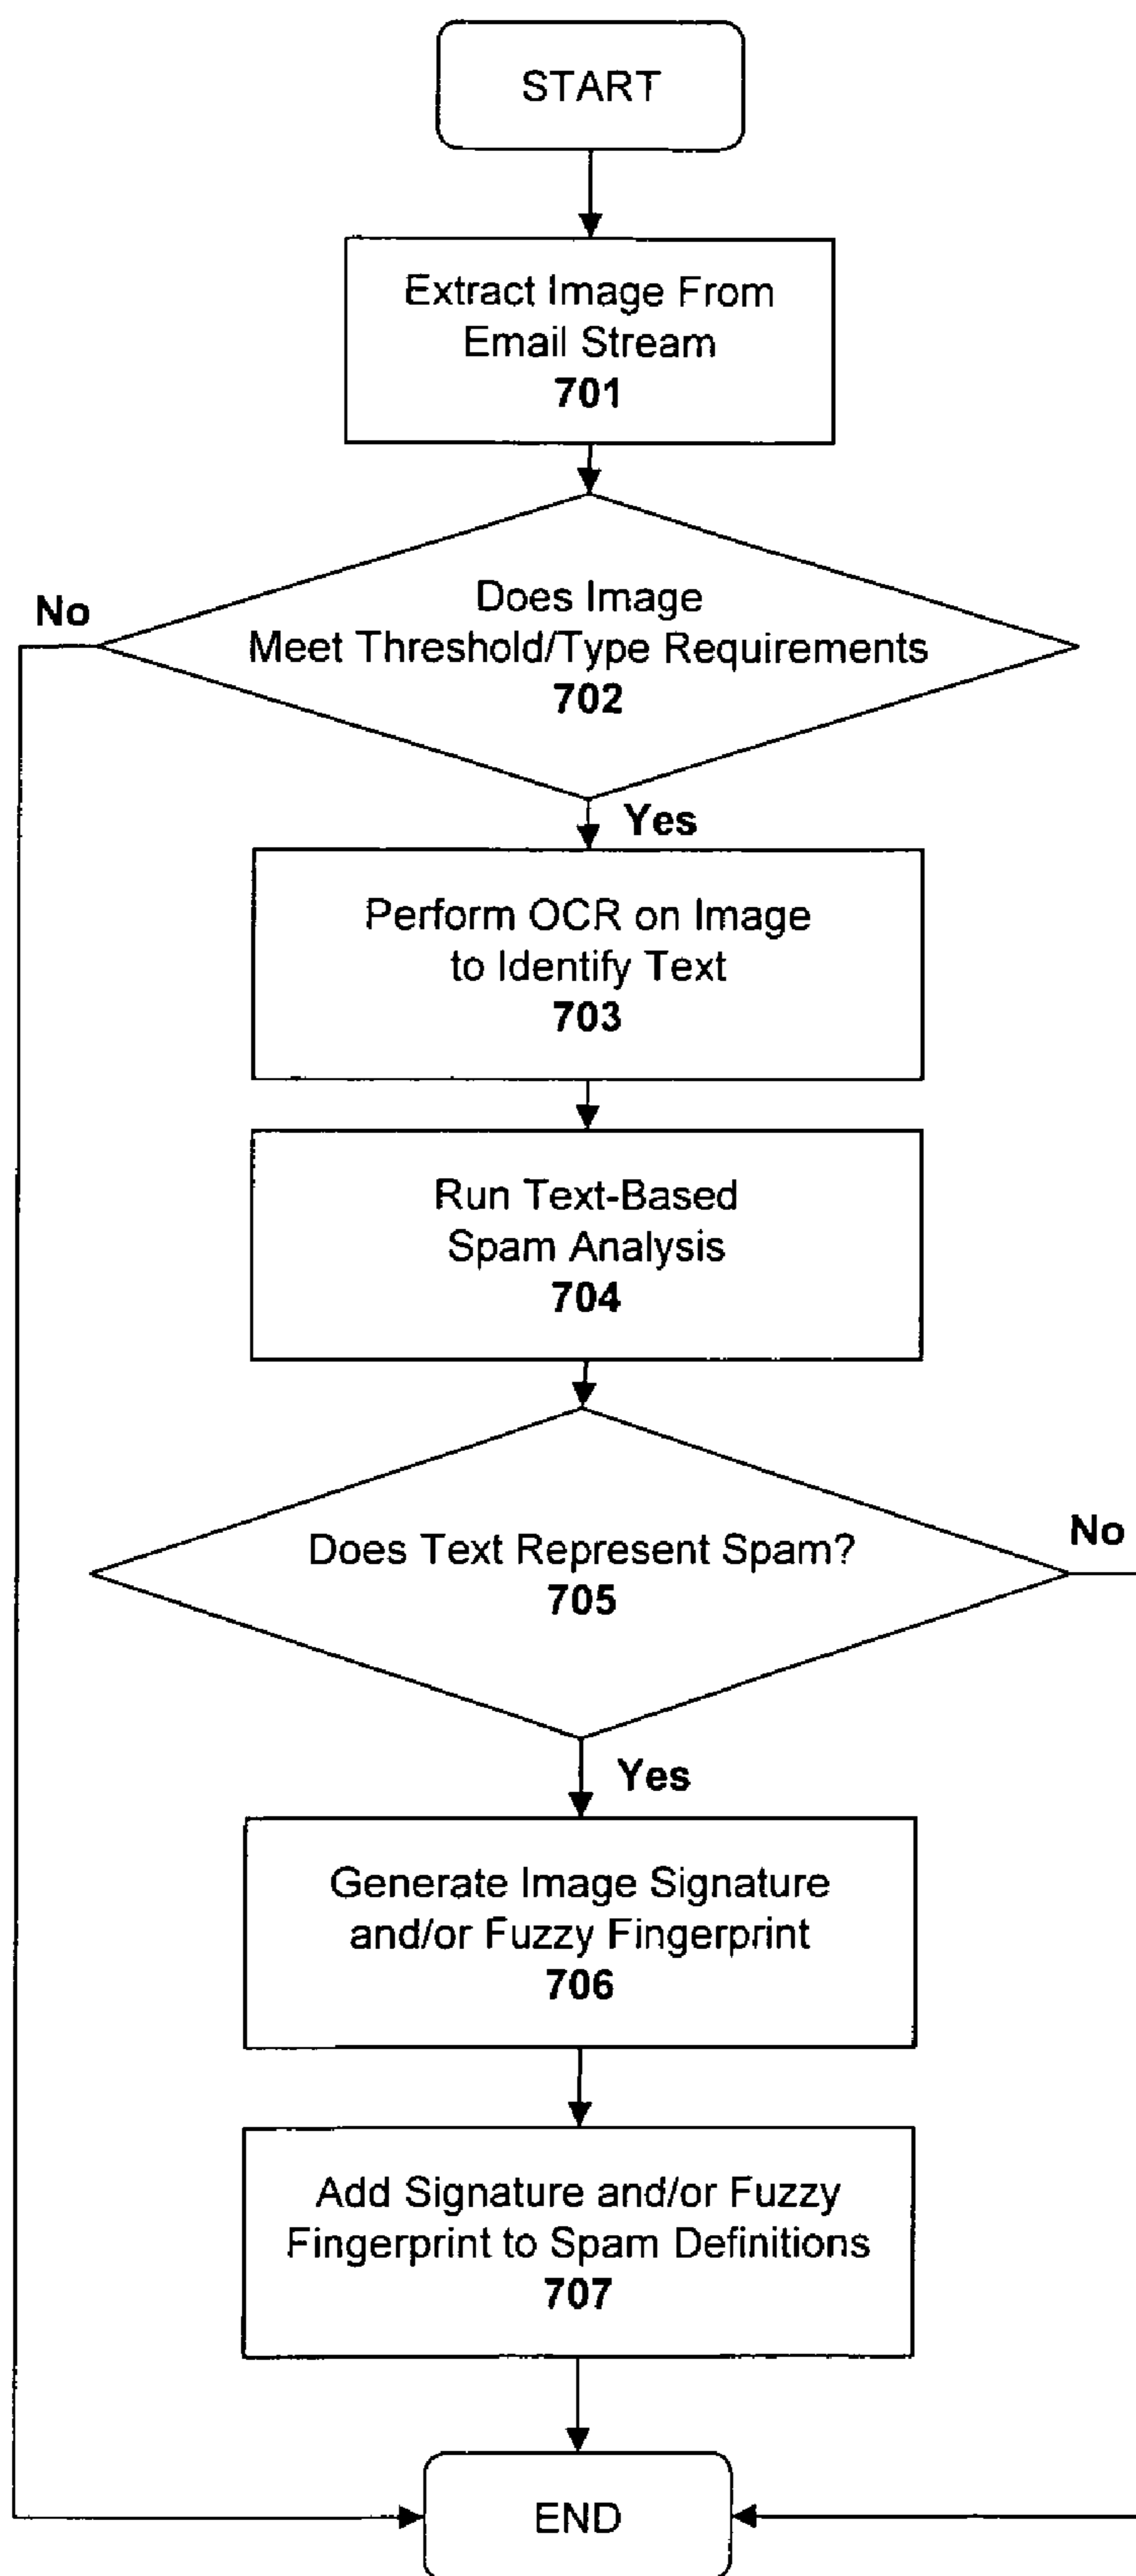 START
Extract Image From
Email Stream
701
Does Image
No
Meet Threshold/Type Requirements
702
Yes
Perform OCR on Image
to Identify Text
703
Run Text-Based
Spam Analysis
704
No
Does Text Represent Spam?
705
Yes
Generate Image Signature
and/or Fuzzy Fingerprint
706
Add Signature and/or Fuzzy
Fingerprint to Spam Definitions
707
END